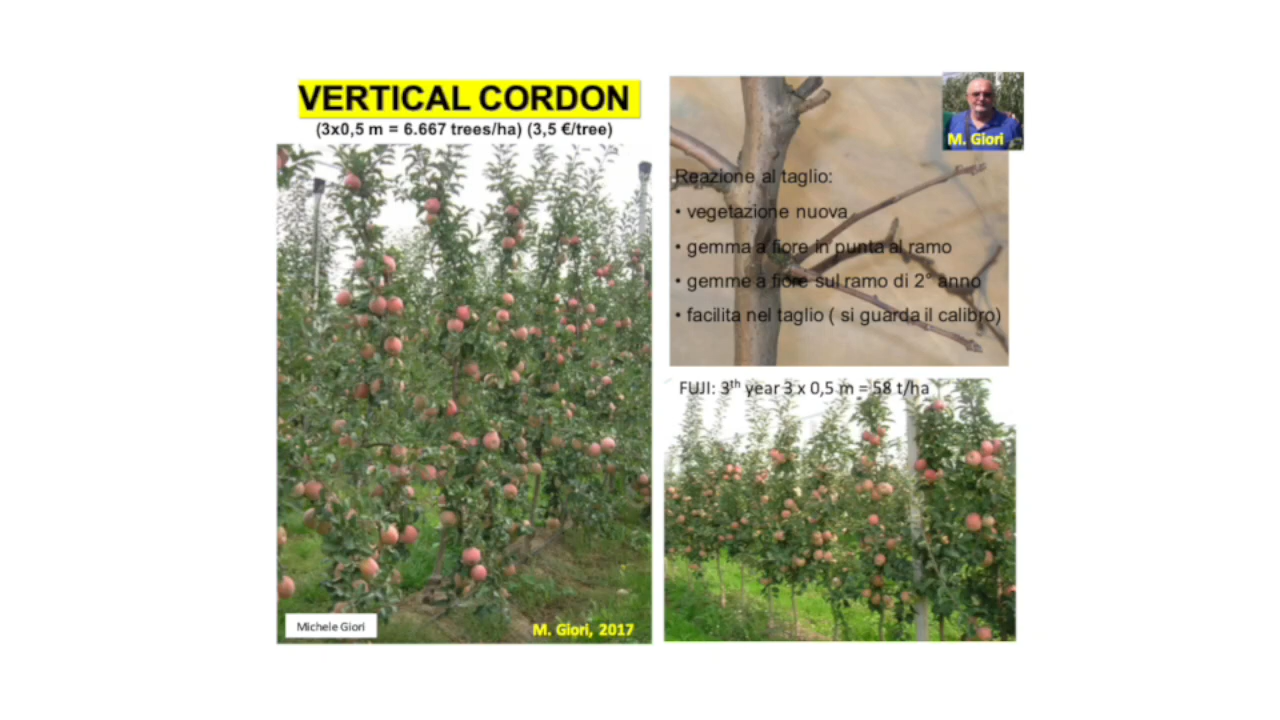 VERTICAL CORDON
(3x0,5 m = 6.667 trees/ha) (3,5 €/tree)
Michele Giori
M. Giori, 2017
M. Giori
Reazione al taglio:
• vegetazione nuova
• gemma a fiore in punta al ramo
• gemme a fiore sul ramo di 2° anno
• facilita nel taglio ( si guarda il calibro)
FUJI: 3th year 3 x 0,5 m = 58 t/ha